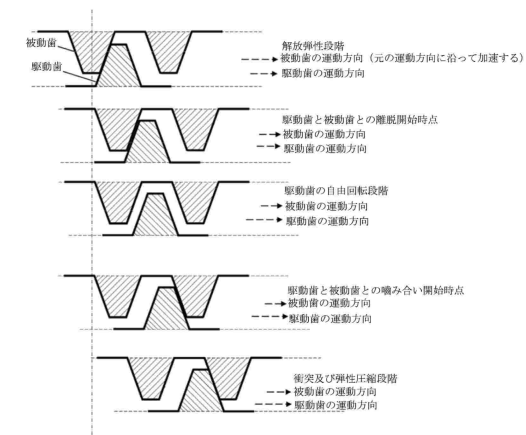 被動歯
駆動歯
解放弾性段階
被動歯の運動方向（元の運動方向に沿って加速する）
駆動歯の運動方向
駆動歯と被動歯との離脱開始時点
被動歯の運動方向
駆動歯の運動方向
駆動歯の自由回転段階
被動歯の運動方向
駆動歯の運動方向
駆動歯と被動歯との嚙み合い開始時点
被動歯の運動方向
駆動歯の運動方向
衝突及び弾性圧縮段階
被動歯の運動方向
駆動歯の運動方向